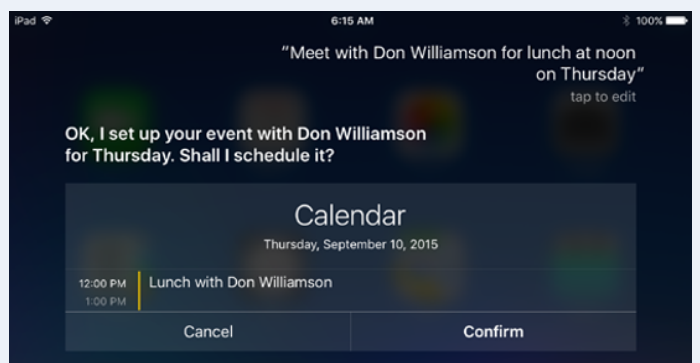 iPad 6:15 AM 100%
“Meet with Don Williamson for lunch at noon
on Thursday”
tap to edit
OK, I set up your event with Don Williamson
for Thursday. Shall I schedule it?
Calendar
Thursday, September 10, 2015
12:00 PM Lunch with Don Williamson
1:00 PM
Cancel Confirm